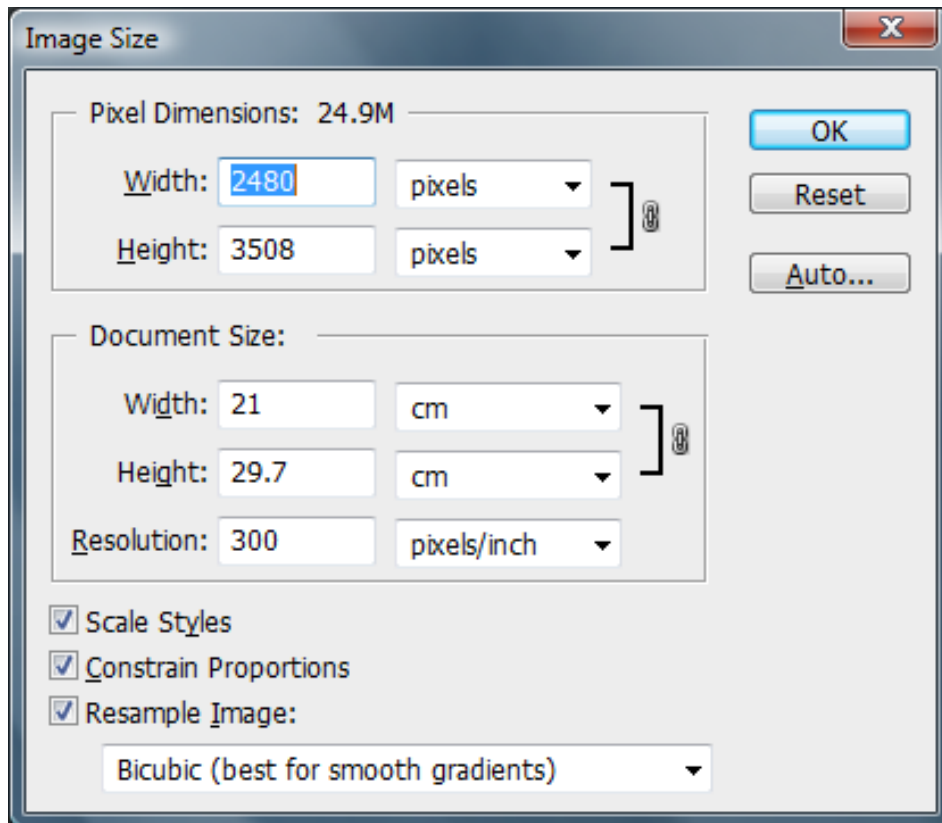 Image Size
Pixel Dimensions: 24.9M
OK
Width: 2480 pixels
Reset
Height: 3508 pixels
Auto...
Document Size:
Width: 21 cm
Height: 29.7 cm
Resolution: 300 pixels/inch
Scale Styles
Constrain Proportions
Resample Image:
Bicubic (best for smooth gradients)